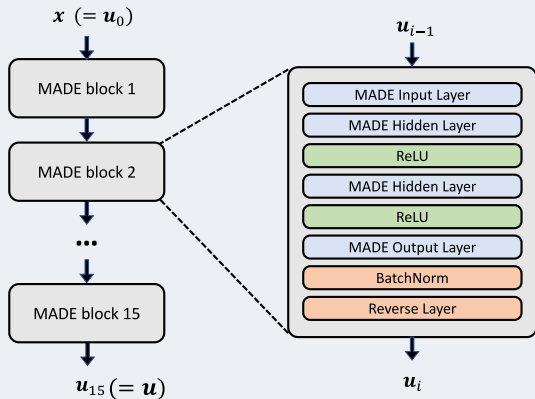 x (= u₀)
MADE block 1
MADE block 2
...
MADE block 15
u₁₅ (= u)
uᵢ₋₁
MADE Input Layer
MADE Hidden Layer
ReLU
MADE Hidden Layer
ReLU
MADE Output Layer
BatchNorm
Reverse Layer
uᵢ